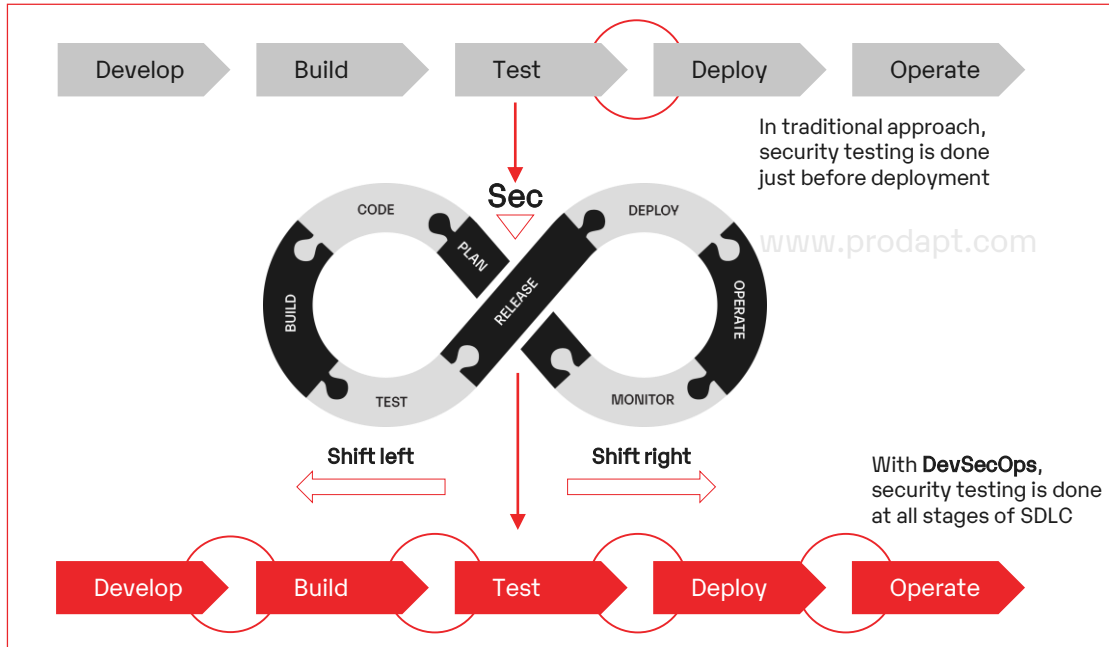 Develop
Build
Test
Deploy
Operate
In traditional approach,
security testing is done
just before deployment
Sec
CODE
DEPLOY
PLAN
www.prodapt.com
BUILD
RELEASE
OPERATE
TEST
MONITOR
Shift left
Shift right
With DevSecOps,
security testing is done
at all stages of SDLC
Develop
Build
Test
Deploy
Operate